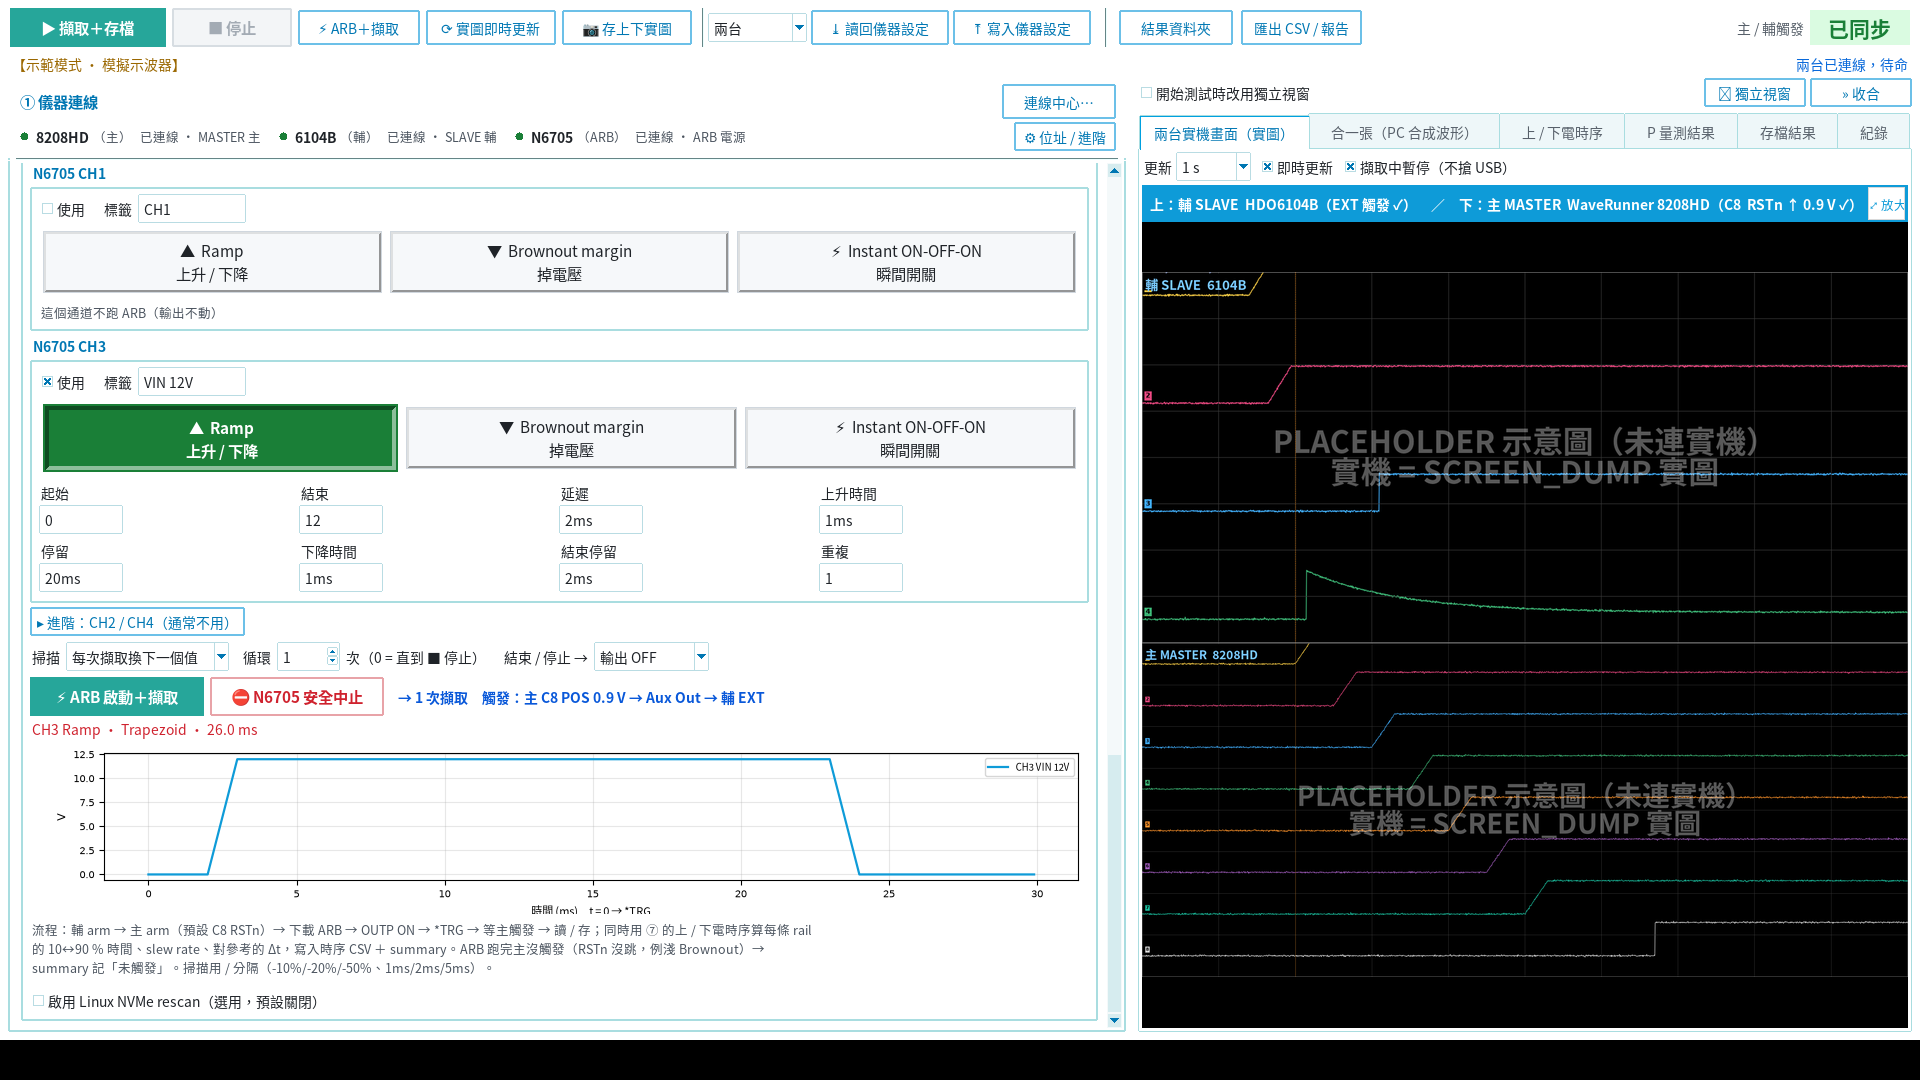 ▶ 擷取＋存檔 ■ 停止 ⚡ ARB＋擷取 ⟳ 實圖即時更新 📷 存上下實圖 兩台 ⤓ 讀回儀器設定 ⤒ 寫入儀器設定 結果資料夾 匯出 CSV / 報告 主 / 輔觸發 已同步
【示範模式 · 模擬示波器】 兩台已連線，待命
① 儀器連線 連線中心… 開始測試時改用獨立視窗 獨立視窗 » 收合
8208HD （主） 已連線 · MASTER 主 6104B （輔） 已連線 · SLAVE 輔 N6705 （ARB） 已連線 · ARB 電源 ⚙ 位址 / 進階
兩台實機畫面（實圖） 合一張（PC 合成波形） 上 / 下電時序 P 量測結果 存檔結果 紀錄
更新 1 s 即時更新 擷取中暫停（不搶 USB）
上：輔 SLAVE HDO6104B（EXT 觸發 ✓） ／ 下：主 MASTER WaveRunner 8208HD（C8 RSTn ↑ 0.9 V ✓） ⤢ 放大
N6705 CH1
使用 標籤 CH1
▲ Ramp
上升 / 下降
▼ Brownout margin
掉電壓
⚡ Instant ON-OFF-ON
瞬間開關
這個通道不跑 ARB（輸出不動）
N6705 CH3
使用 標籤 VIN 12V
▲ Ramp
上升 / 下降
▼ Brownout margin
掉電壓
⚡ Instant ON-OFF-ON
瞬間開關
起始 結束 延遲 上升時間
0 12 2ms 1ms
停留 下降時間 結束停留 重複
20ms 1ms 2ms 1
▸ 進階：CH2 / CH4（通常不用）
掃描 每次擷取換下一個值 循環 1 次（0 = 直到 ■ 停止） 結束 / 停止 → 輸出 OFF
⚡ ARB 啟動＋擷取 ⛔ N6705 安全中止 → 1 次擷取 觸發：主 C8 POS 0.9 V → Aux Out → 輔 EXT
CH3 Ramp · Trapezoid · 26.0 ms
CH3 VIN 12V
V
12.5
10.0
7.5
5.0
2.5
0.0
0 5 10 15 20 25 30
時間 (ms) t = 0 → *TRG
流程：輔 arm → 主 arm（預設 C8 RSTn）→ 下載 ARB → OUTP ON → *TRG → 等主觸發 → 讀 / 存；同時用 ⑦ 的上 / 下電時序算每條 rail
的 10↔90 % 時間、slew rate、對參考的 Δt，寫入時序 CSV ＋ summary。ARB 跑完主沒觸發（RSTn 沒跳，例淺 Brownout）→
summary 記「未觸發」。掃描用 / 分隔（-10%/-20%/-50%、1ms/2ms/5ms）。
啟用 Linux NVMe rescan（選用，預設關閉）
輔 SLAVE 6104B
2
3
4
PLACEHOLDER 示意圖（未連實機）
實機 = SCREEN_DUMP 實圖
主 MASTER 8208HD
PLACEHOLDER 示意圖（未連實機）
實機 = SCREEN_DUMP 實圖